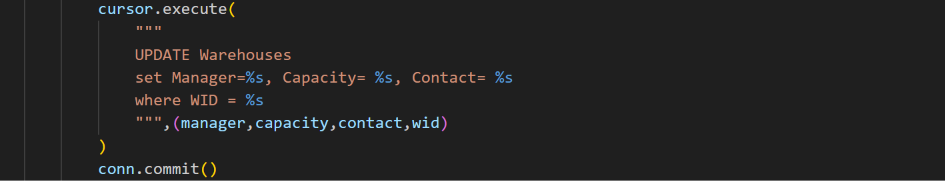 cursor.execute(
"""
UPDATE Warehouses
set Manager=%s, Capacity= %s, Contact= %s
where WID = %s
""",(manager,capacity,contact,wid)
)
conn.commit()